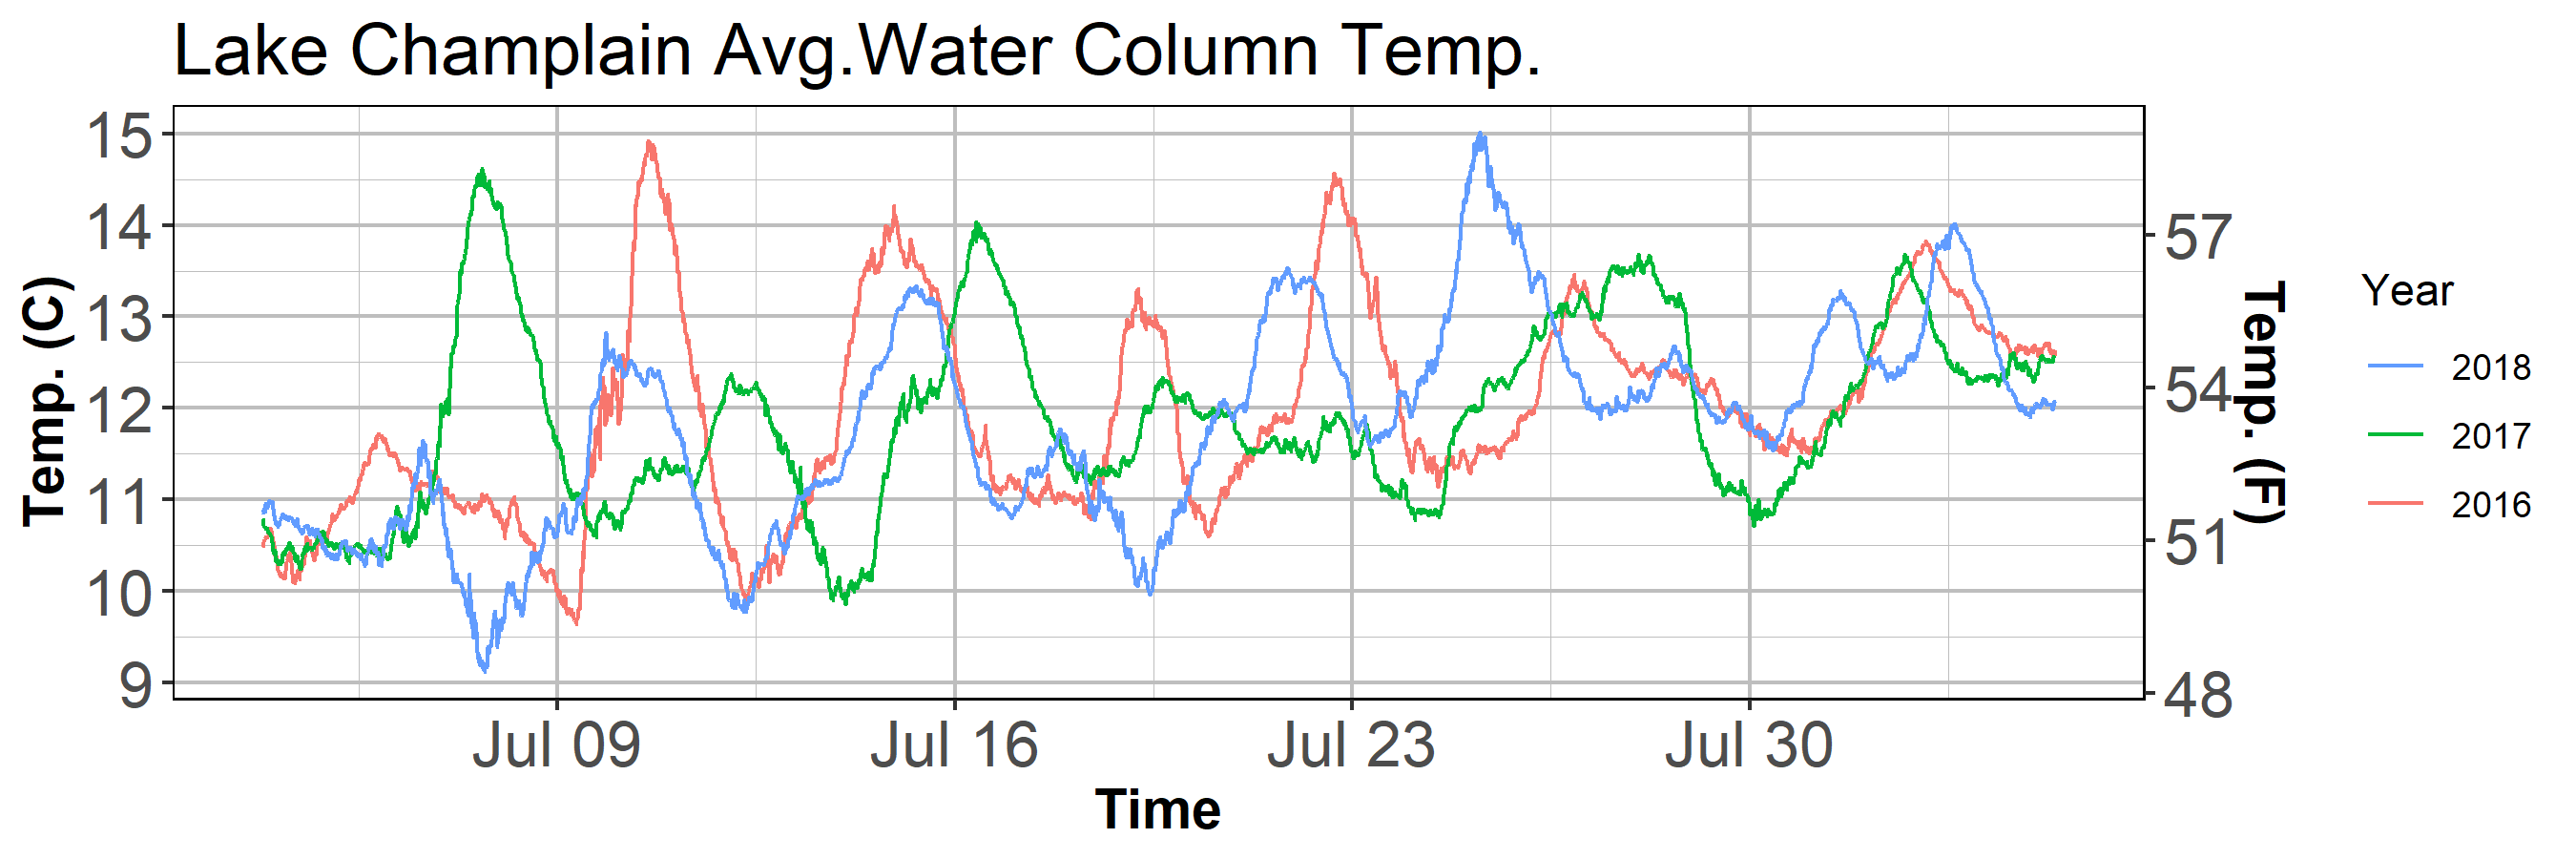 Lake Champlain Avg.Water Column Temp.
Temp. (C)
15
14
13
12
11
10
9
57
54
51
48
Temp. (F)
Jul 09
Jul 16
Jul 23
Jul 30
Time
Year
2018
2017
2016